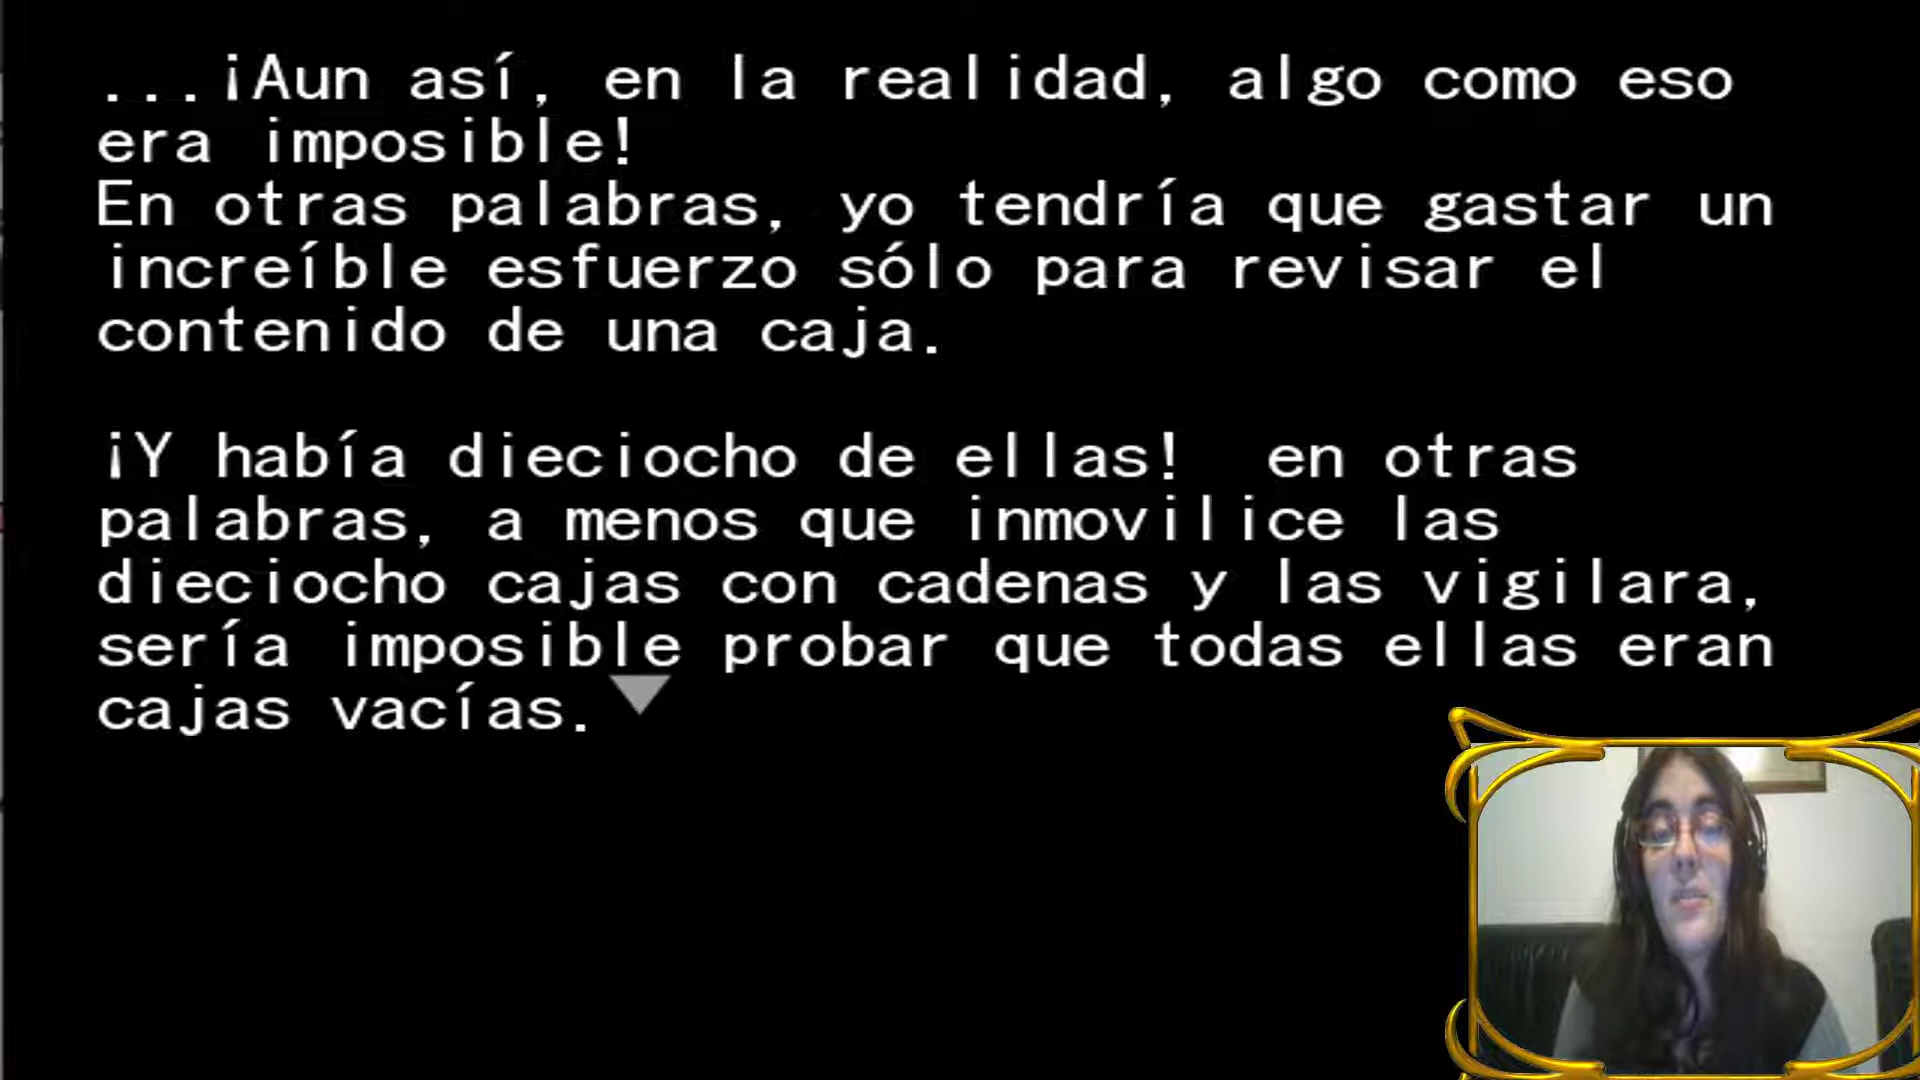 ...¡Aun así, en la realidad, algo como eso
era imposible!
En otras palabras, yo tendría que gastar un
increíble esfuerzo sólo para revisar el
contenido de una caja.
¡Y había dieciocho de ellas!  en otras
palabras, a menos que inmovilice las
dieciocho cajas con cadenas y las vigilara,
sería imposible probar que todas ellas eran
cajas vacías.